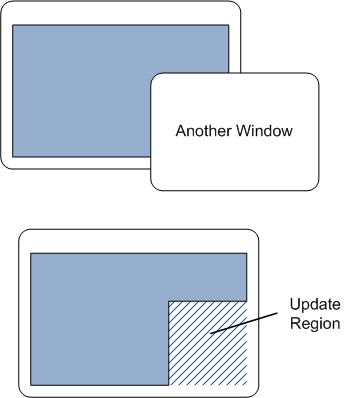 Another Window
Update
Region